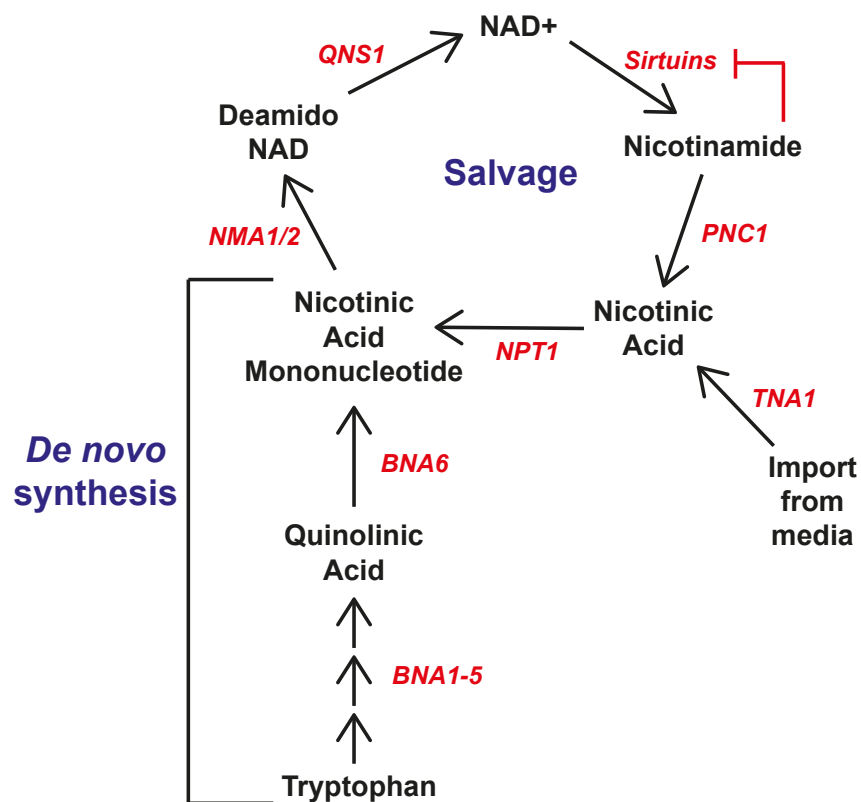 NAD+
QNS1
Sirtuins
Deamido
NAD
Nicotinamide
Salvage
NMA1/2
PNC1
Nicotinic
Acid
Mononucleotide
NPT1
Nicotinic
Acid
TNA1
De novo
synthesis
BNA6
Import
from
media
Quinolinic
Acid
BNA1-5
Tryptophan